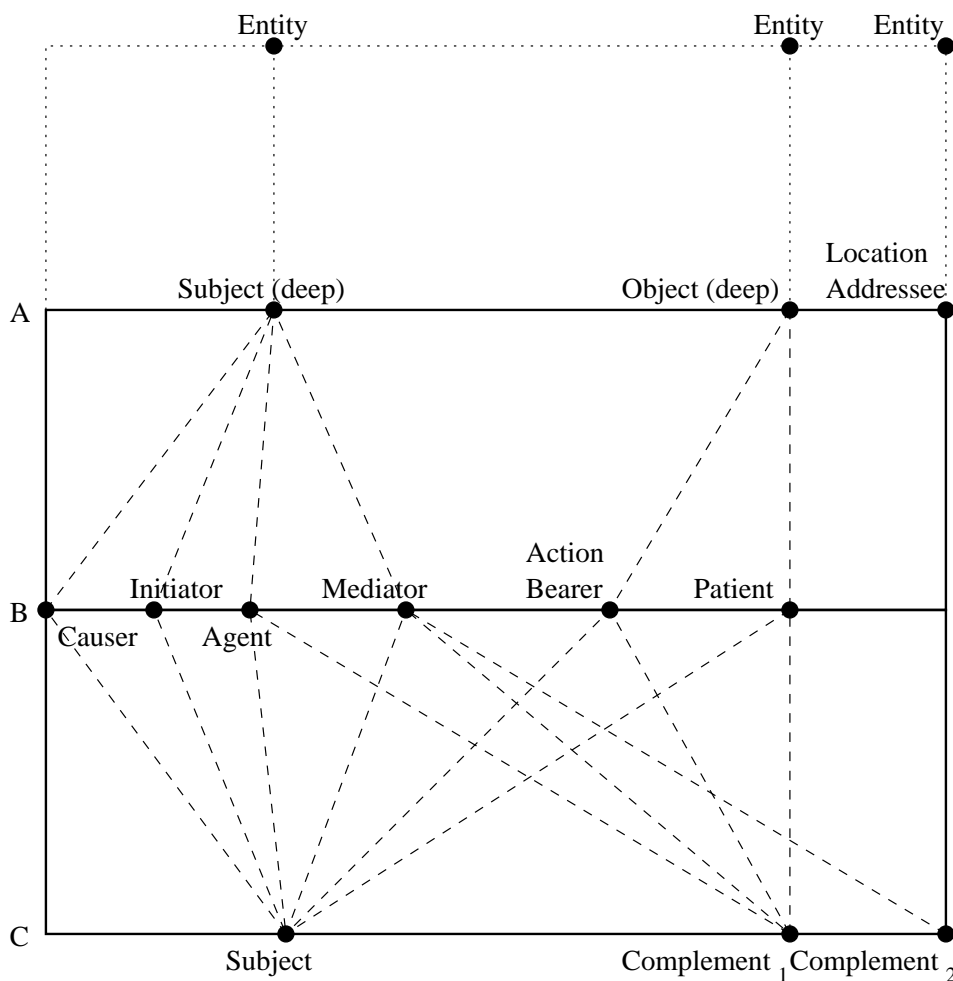 Entity Entity Entity
Location
Subject (deep) Object (deep) Addressee
A
Action
Initiator Mediator Bearer Patient
B
Causer Agent
C
Subject Complement 1 Complement 2